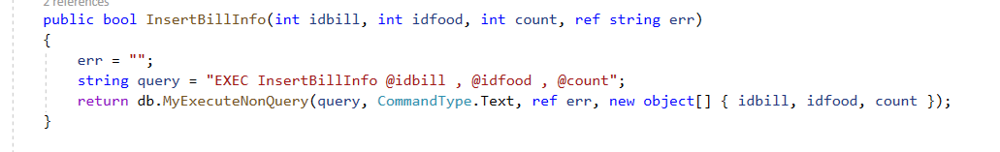 2 references
public bool InsertBillInfo(int idbill, int idfood, int count, ref string err)
{
err = "";
string query = "EXEC InsertBillInfo @idbill , @idfood , @count";
return db.MyExecuteNonQuery(query, CommandType.Text, ref err, new object[] { idbill, idfood, count });
}